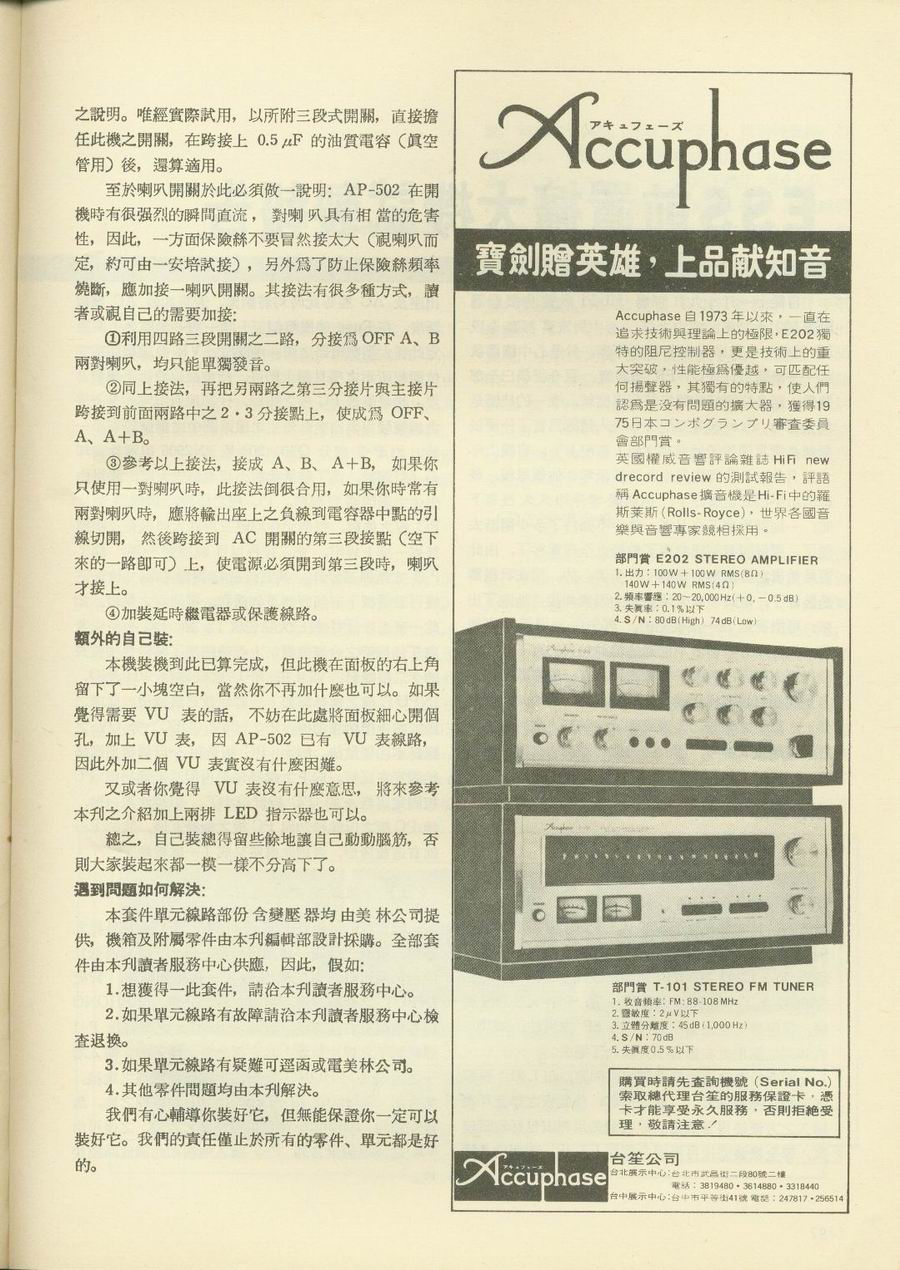 之說明。唯經實際試用，以所附三段式開關，直接擔
任此機之開關，在跨接上 0.5 μF 的油質電容（眞空
管用）後，還算適用。
至於喇叭開關於此必須做一說明: AP-502 在開
機時有很强烈的瞬間直流，對喇叭具有相當的危害
性，因此，一方面保險絲不要冒然接太大（視喇叭而
定，約可由一安培試接），另外爲了防止保險絲頻率
燒斷，應加接一喇叭開關。其接法有很多種方式，讀
者或視自己的需要加接:
①利用四路三段開關之二路，分接爲 OFF A、B
兩對喇叭，均只能單獨發音。
②同上接法，再把另兩路之第三分接片與主接片
跨接到前面兩路中之 2・3 分接點上，使成爲 OFF、
A、A＋B。
③參考以上接法，接成 A、B、 A＋B， 如果你
只使用一對喇叭時，此接法倒很合用，如果你時常有
兩對喇叭時，應將輸出座上之負線到電容器中點的引
線切開， 然後跨接到 AC 開關的第三段接點（空下
來的一路卽可）上，使電源必須開到第三段時，喇叭
才接上。
④加裝延時繼電器或保護線路。
額外的自己裝:
本機裝機到此已算完成，但此機在面板的右上角
留下了一小塊空白，當然你不再加什麼也可以。如果
覺得需要 VU 表的話， 不妨在此處將面板細心開個
孔，加上 VU 表， 因 AP-502 已有 VU 表線路，
因此外加二個 VU 表實沒有什麼困難。
又或者你覺得 VU 表沒有什麼意思， 將來參考
本刊之介紹加上兩排 LED 指示器也可以。
總之，自己裝總得留些餘地讓自己動動腦筋，否
則大家裝起來都一模一樣不分高下了。
遇到問題如何解決:
本套件單元線路部份含變壓器均由美林公司提
供，機箱及附屬零件由本刊編輯部設計採購。全部套
件由本刋讀者服務中心供應，因此，假如:
1.想獲得一此套件，請洽本刋讀者服務中心。
2.如果單元線路有故障請洽本刋讀者服務中心檢
查退換。
3.如果單元線路有疑難可逕函或電美林公司。
4.其他零件問題均由本刋解決。
我們有心輔導你裝好它，但無能保證你一定可以
裝好它。我們的責任僅止於所有的零件、單元都是好
的。
アキュフェーズ
Accuphase
寶劍贈英雄，上品献知音
Accuphase 自1973 年以來，一直在
追求技術與理論上的極限，E202獨
特的阻尼控制器，更是技術上的重
大突破，性能極爲優越，可匹配任
何揚聲器，其獨有的特點，使人們
認爲是没有問題的擴大器，獲得19
75日本コンポグランプリ審査委員
會部門賞。
英國權威音響評論雜誌 HiFi new
drecord review 的測試報告，評語
稱 Accuphase 擴音機是Hi-Fi中的羅
斯萊斯(Rolls-Royce)，世界各國音
樂與音響專家競相採用。
部門賞 E202 STEREO AMPLIFIER
1. 出力：100W＋100W RMS(8Ω)
140W＋140W RMS(4Ω)
2. 頻率響應：20～20,000Hz(＋0, －0.5dB)
3. 失眞率：0.1%以下
4. S/N：80dB(High) 74dB(Low)
Accuphase
Accuphase
部門賞 T-101 STEREO FM TUNER
1. 收音頻率：FM: 88-108MHz
2. 靈敏度：2μV以下
3. 立體分離度：45dB(1,000Hz)
4. S/N：70dB
5. 失眞度0.5%以下
購買時請先查詢機號 (Serial No.)
索取總代理台笙的服務保證卡，憑
卡才能享受永久服務，否則拒絶受
理，敬請注意！
アキュフェーズ
Accuphase
台笙公司
台北展示中心：台北市武昌街二段80號二樓
電話：3819480・3614880・3318440
台中展示中心：台中市平等街41號 電話：247817・256514